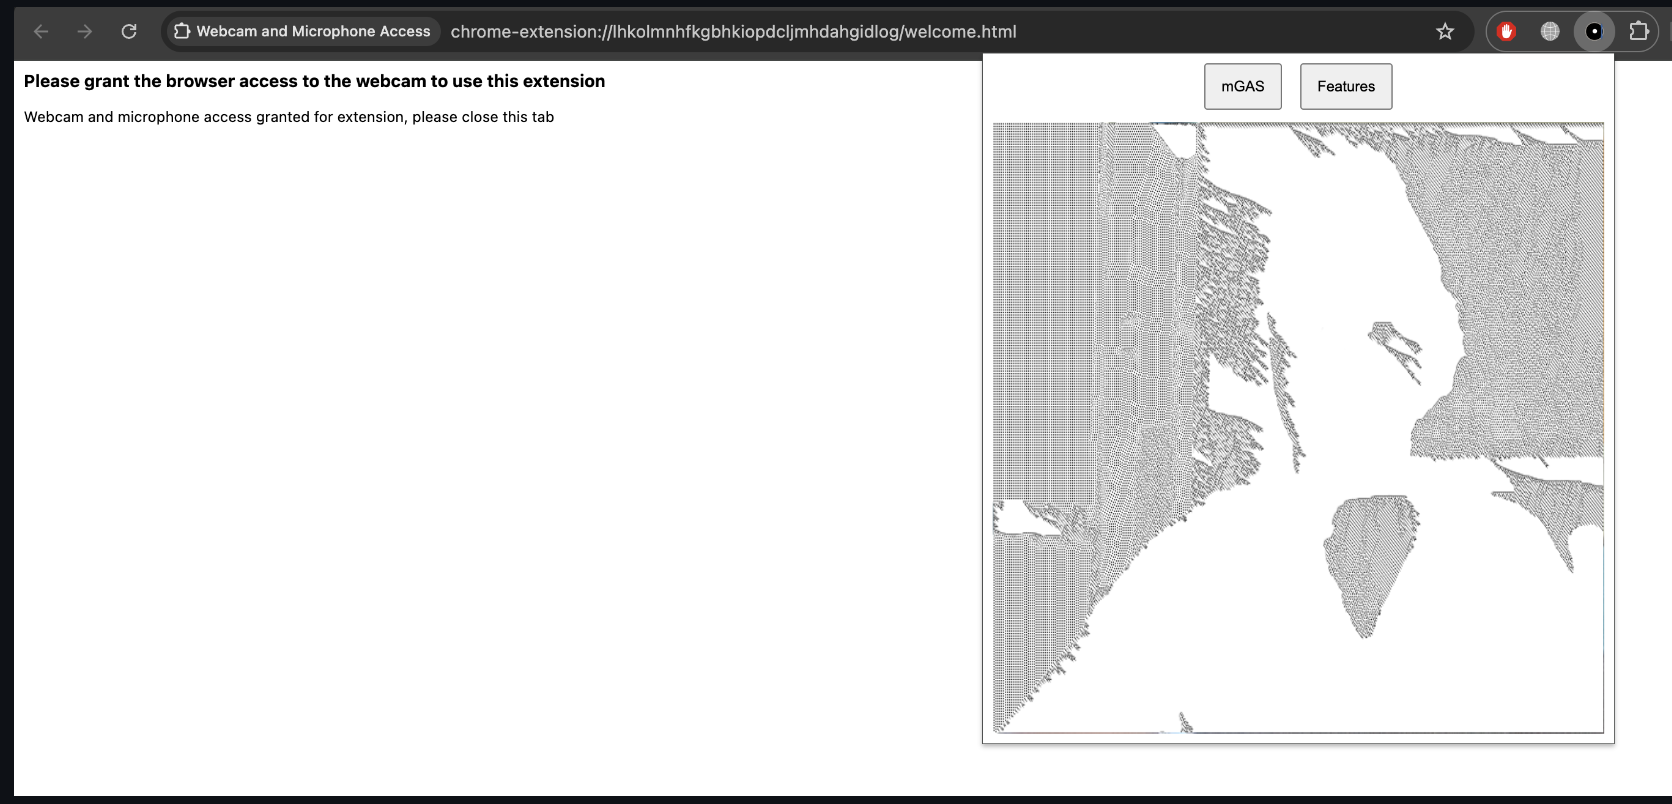 Webcam and Microphone Access chrome-extension://lhkolmnhfkgbhkiopdcljmhdahgidlog/welcome.html
Please grant the browser access to the webcam to use this extension
Webcam and microphone access granted for extension, please close this tab
mGAS Features